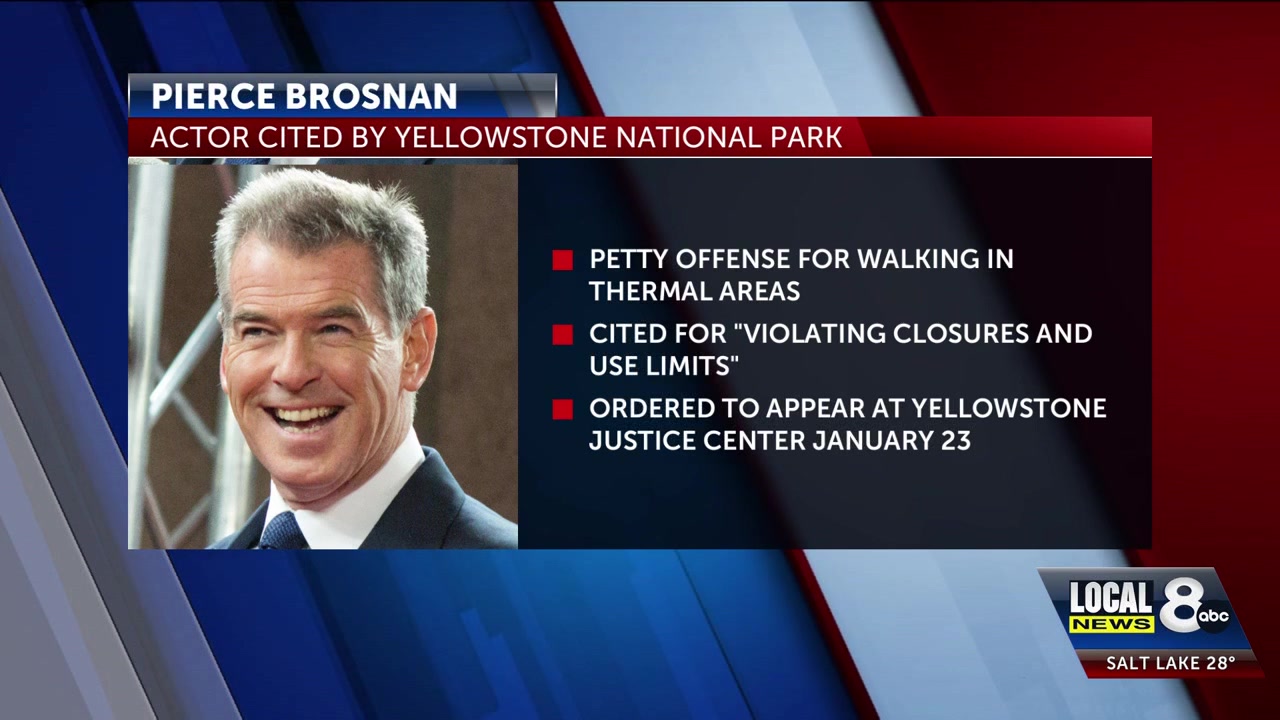 PIERCE BROSNAN
ACTOR CITED BY YELLOWSTONE NATIONAL PARK
PETTY OFFENSE FOR WALKING IN
THERMAL AREAS
CITED FOR "VIOLATING CLOSURES AND
USE LIMITS"
ORDERED TO APPEAR AT YELLOWSTONE
JUSTICE CENTER JANUARY 23
LOCAL
NEWS
8
abc
SALT LAKE 28°